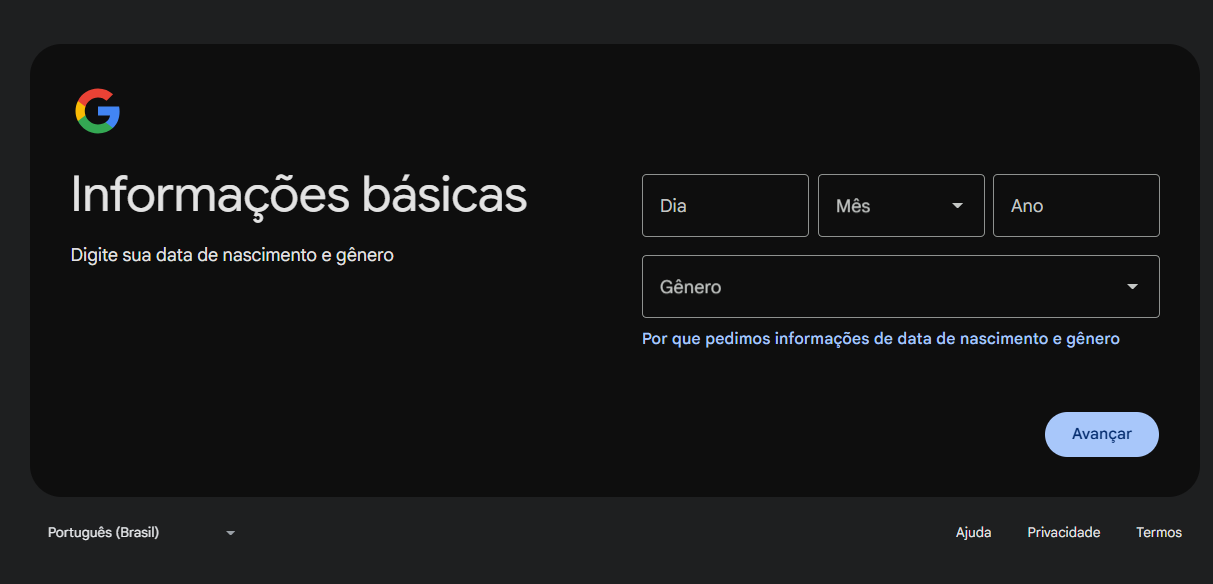 Informações básicas
Digite sua data de nascimento e gênero
Dia
Mês
Ano
Gênero
Por que pedimos informações de data de nascimento e gênero
Avançar
Português (Brasil)
Ajuda
Privacidade
Termos